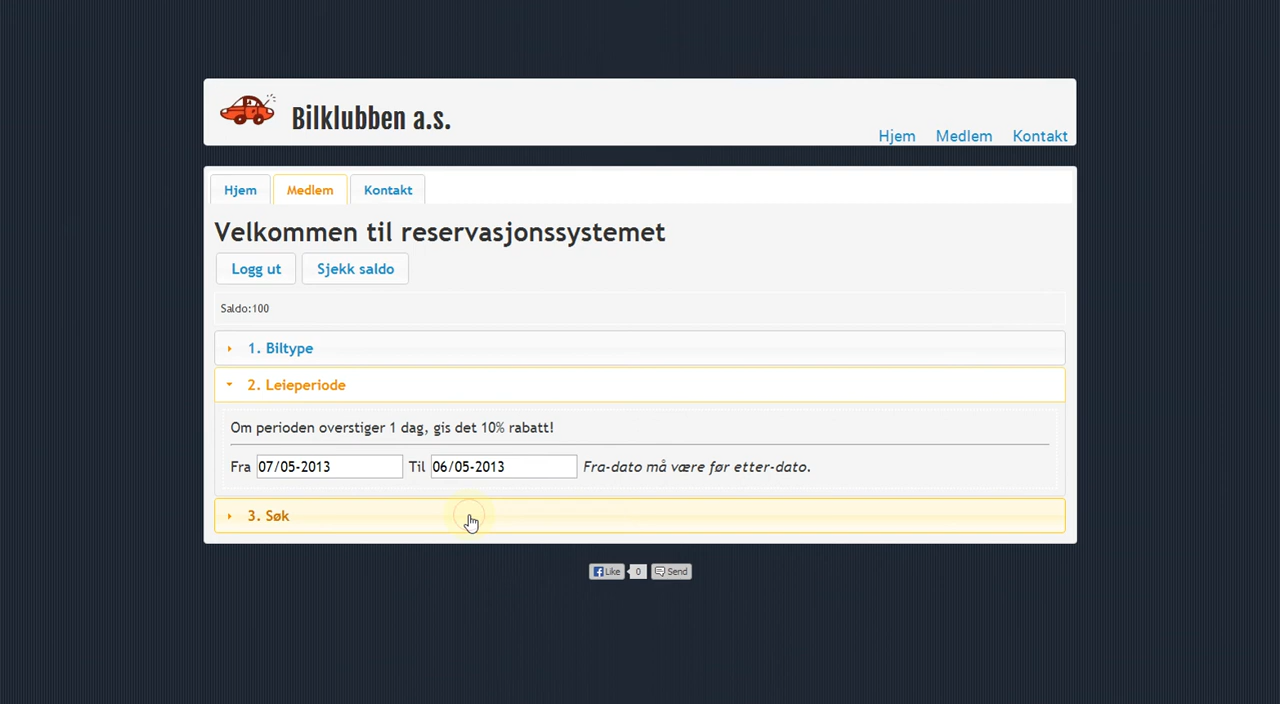 Bilklubben a.s.
Hjem Medlem Kontakt
Hjem Medlem Kontakt
Velkommen til reservasjonssystemet
Logg ut Sjekk saldo
Saldo:100
1. Biltype
2. Leieperiode
Om perioden overstiger 1 dag, gis det 10% rabatt!
Fra 07/05-2013 Til 06/05-2013 Fra-dato må være før etter-dato.
3. Søk
Like 0 Send